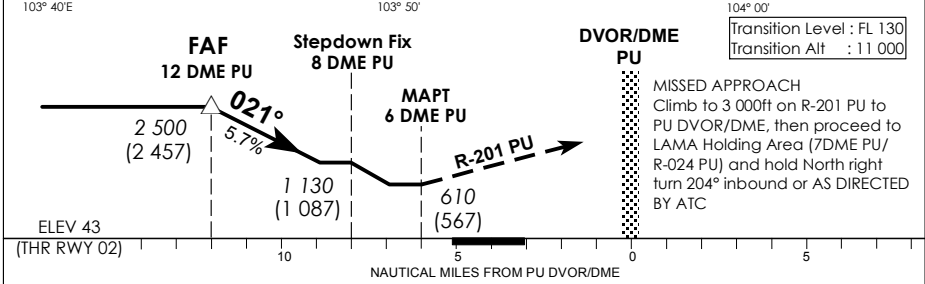 103° 40'E
103° 50'
104° 00'
Transition Level : FL 130
Transition Alt : 11 000
FAF
12 DME PU
Stepdown Fix
8 DME PU
DVOR/DME
PU
MAPT
6 DME PU
021°
5.7%
2 500
(2 457)
R-201 PU
1 130
(1 087)
610
(567)
MISSED APPROACH
Climb to 3 000ft on R-201 PU to
PU DVOR/DME, then proceed to
LAMA Holding Area (7DME PU/
R-024 PU) and hold North right
turn 204° inbound or AS DIRECTED
BY ATC
ELEV 43
(THR RWY 02)
10
5
0
5
NAUTICAL MILES FROM PU DVOR/DME